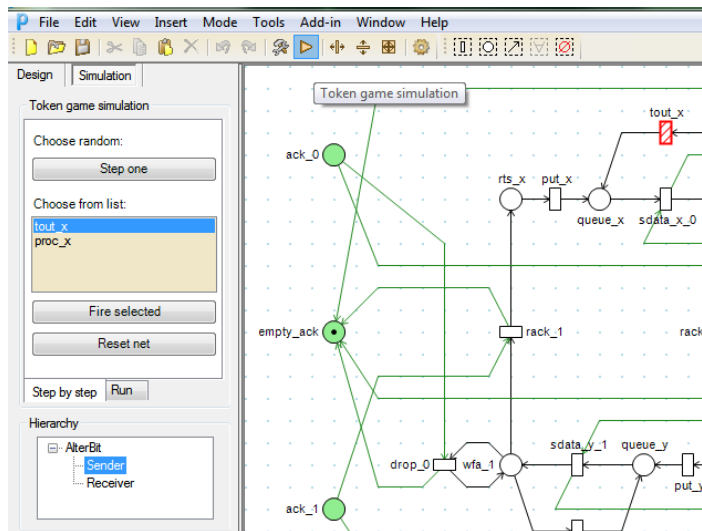 File Edit View Insert Mode Tools Add-in Window Help
Design Simulation
Token game simulation
Token game simulation
Choose random:
Step one
Choose from list:
tout_x
proc_x
Fire selected
Reset net
Step by step Run
Hierarchy
AlterBit
Sender
Receiver
tout_x
ack_0
rts_x put_x
queue_x sdata_x_0
empty_ack
rack_1
rack
sdata_y_1 queue_y
drop_0 wfa_1
put_y
ack_1